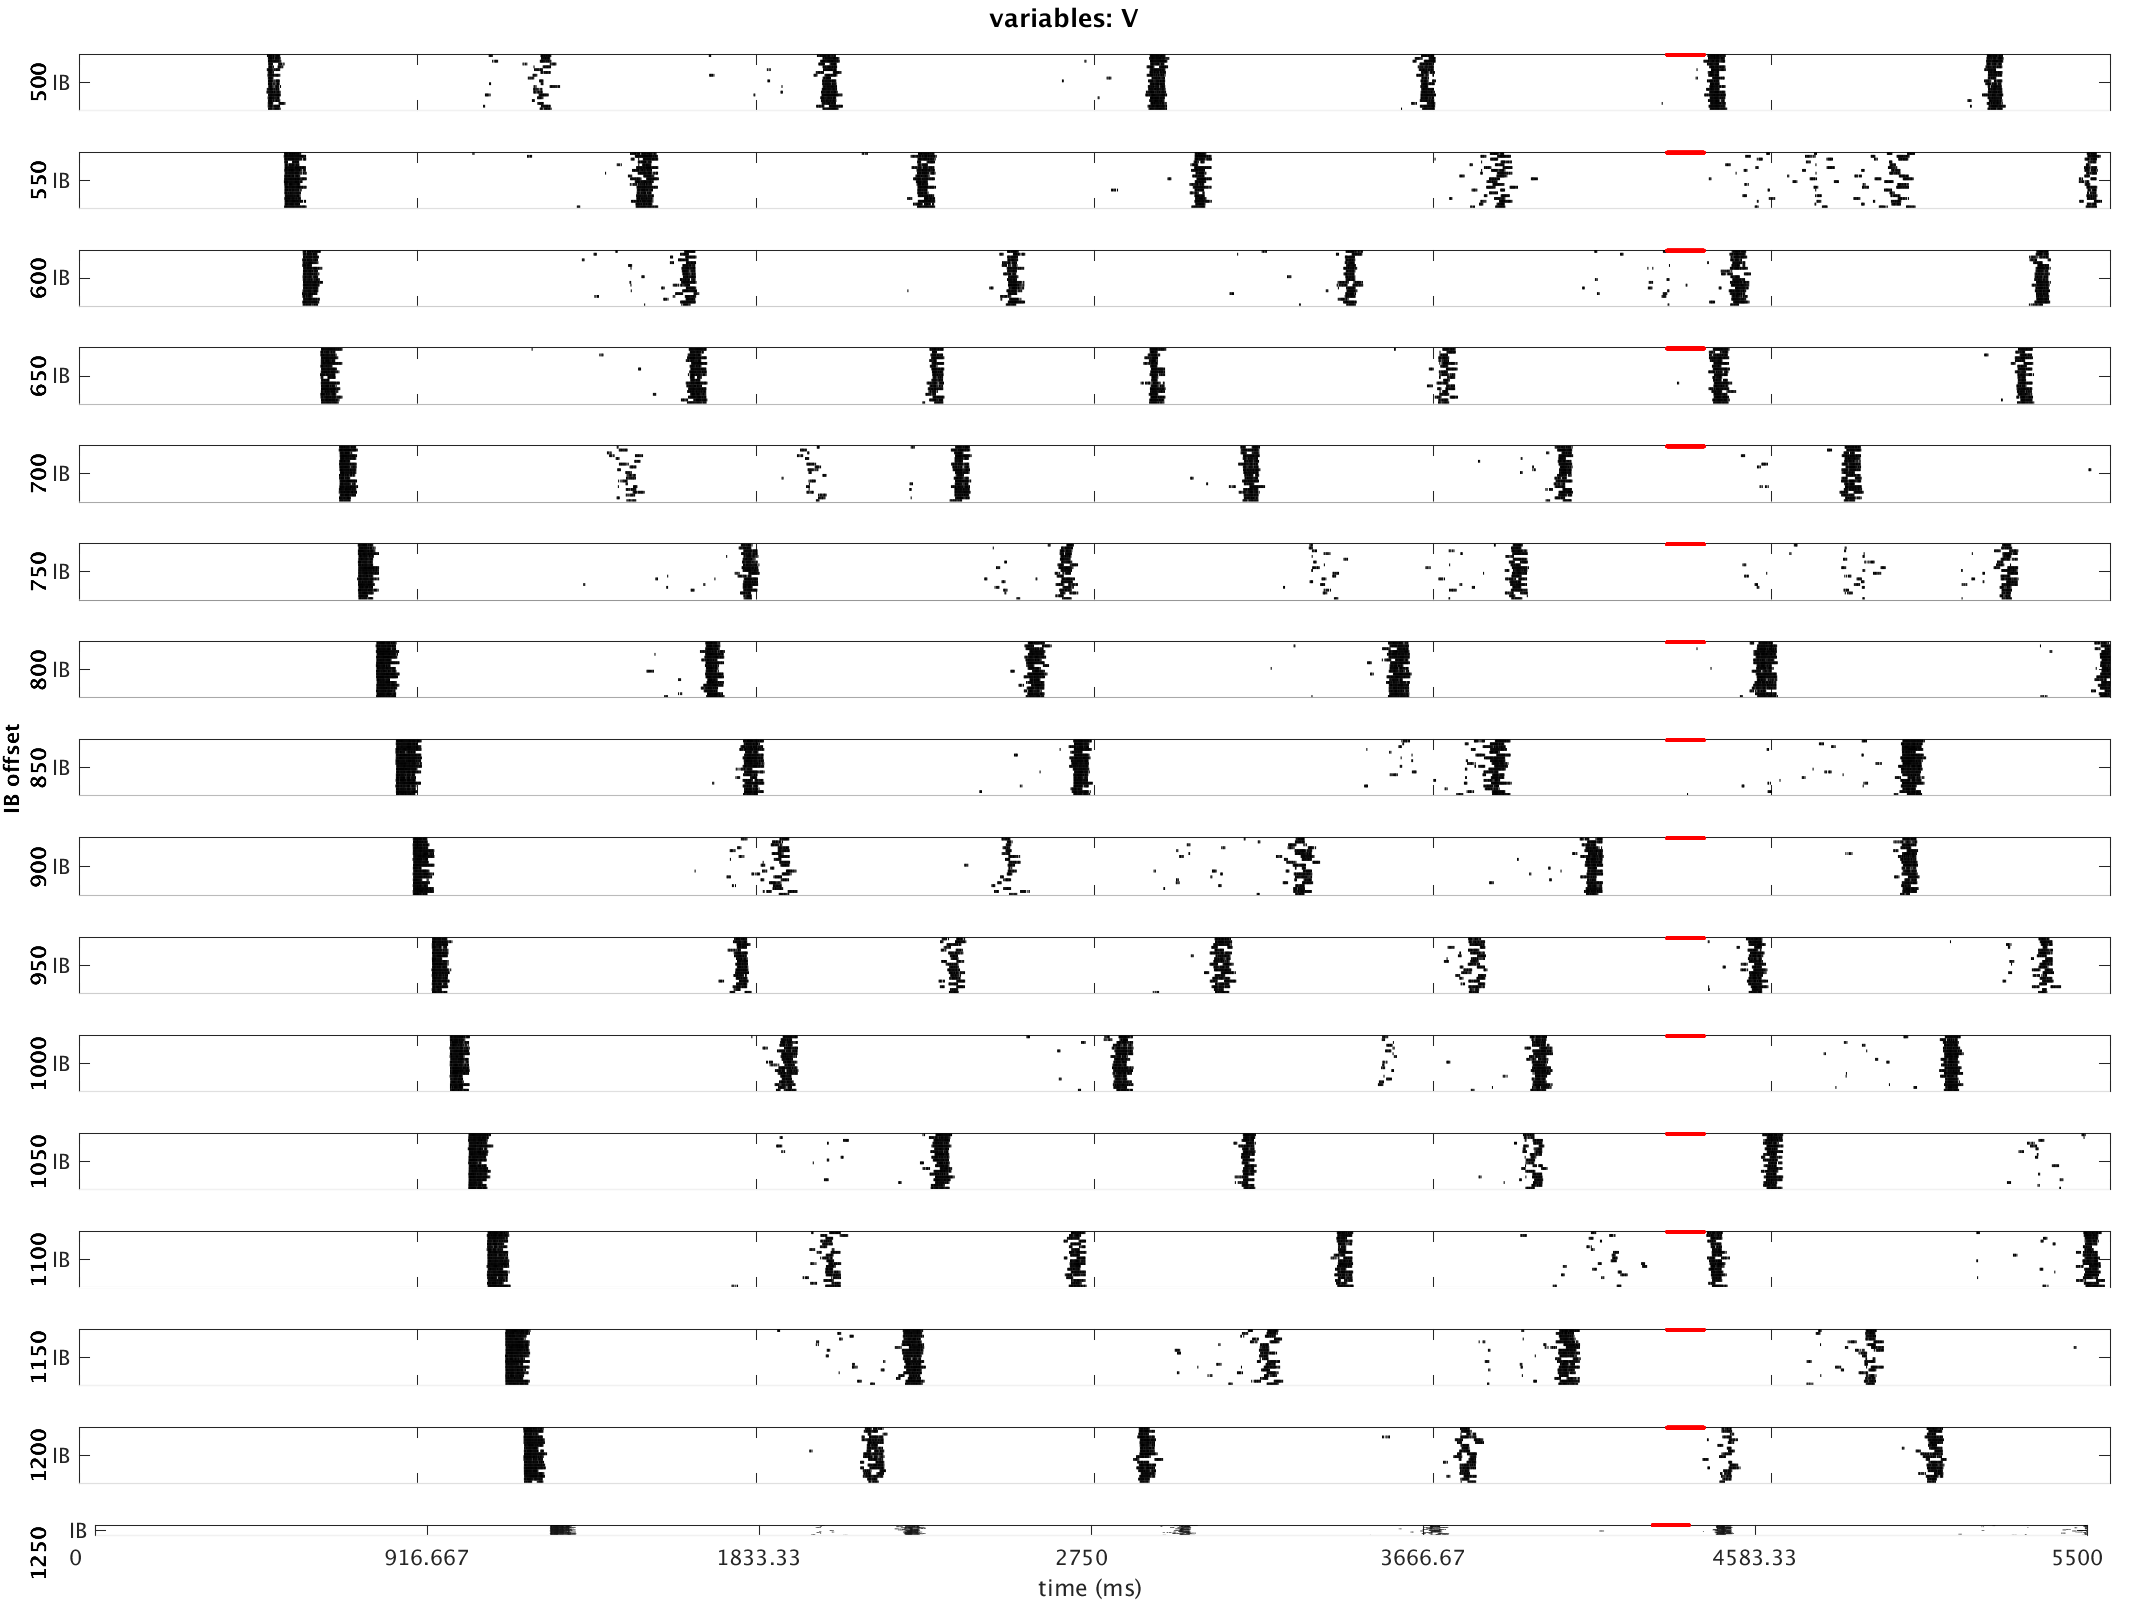 variables: V
500 IB
550 IB
600 IB
650 IB
700 IB
750 IB
800 IB
IB offset
850 IB
900 IB
950 IB
1000 IB
1050 IB
1100 IB
1150 IB
1200 IB
1250 IB
0 916.667 1833.33 2750 3666.67 4583.33 5500
time (ms)